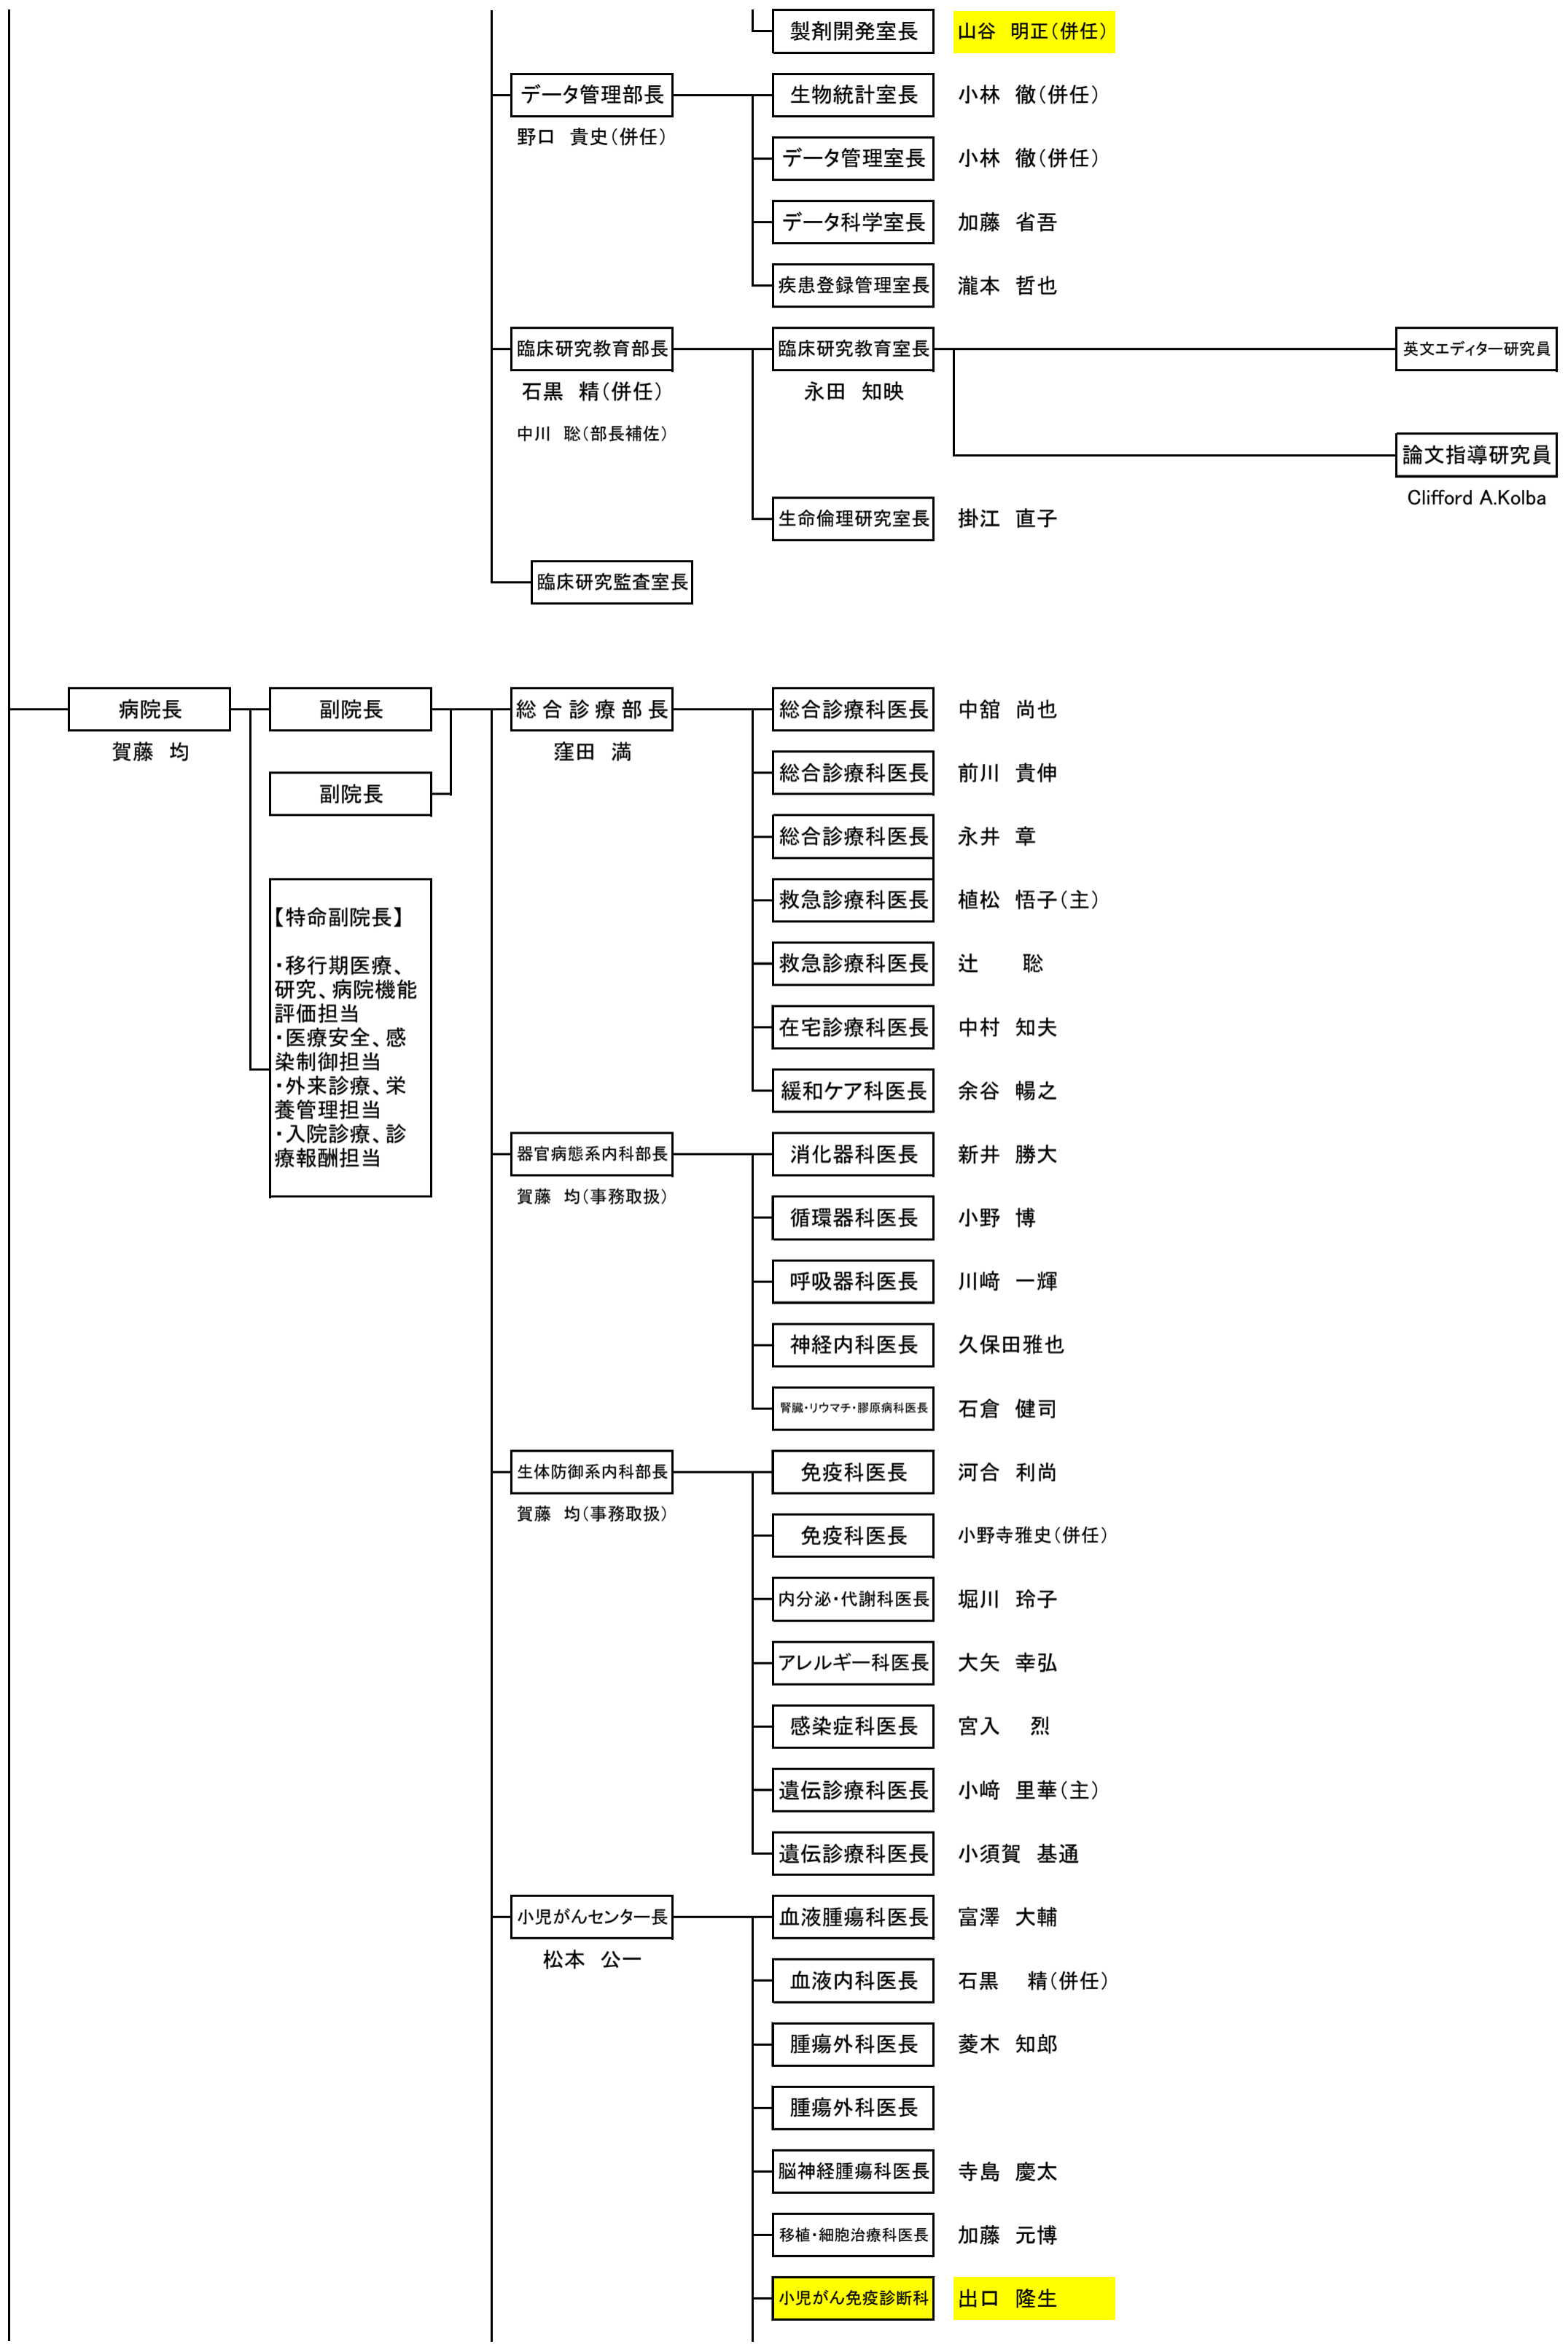 製剤開発室長 山谷　明正（併任）
データ管理部長 生物統計室長 小林　徹（併任）
野口　貴史（併任）
データ管理室長 小林　徹（併任）
データ科学室長 加藤　省吾
疾患登録管理室長 瀧本　哲也
臨床研究教育部長 臨床研究教育室長 英文エディター研究員
石黒　精（併任） 永田　知映
中川　聡（部長補佐）
論文指導研究員
Clifford A.Kolba
生命倫理研究室長 掛江　直子
臨床研究監査室長
病院長 副院長 総合診療部長 総合診療科医長 中舘　尚也
賀藤　均 窪田　満
副院長 総合診療科医長 前川　貴伸
総合診療科医長 永井　章
救急診療科医長 植松　悟子（主）
救急診療科医長 辻　　聡
在宅診療科医長 中村　知夫
緩和ケア科医長 余谷　暢之
【特命副院長】
・移行期医療、
研究、病院機能
評価担当
・医療安全、感
染制御担当
・外来診療、栄
養管理担当
・入院診療、診
療報酬担当
器官病態系内科部長 消化器科医長 新井　勝大
賀藤　均（事務取扱）
循環器科医長 小野　博
呼吸器科医長 川﨑　一輝
神経内科医長 久保田雅也
腎臓・リウマチ・膠原病科医長 石倉　健司
生体防御系内科部長 免疫科医長 河合　利尚
賀藤　均（事務取扱）
免疫科医長 小野寺雅史（併任）
内分泌・代謝科医長 堀川　玲子
アレルギー科医長 大矢　幸弘
感染症科医長 宮入　烈
遺伝診療科医長 小﨑　里華（主）
遺伝診療科医長 小須賀　基通
小児がんセンター長 血液腫瘍科医長 富澤　大輔
松本　公一
血液内科医長 石黒　精（併任）
腫瘍外科医長 菱木　知郎
腫瘍外科医長
脳神経腫瘍科医長 寺島　慶太
移植・細胞治療科医長 加藤　元博
小児がん免疫診断科 出口　隆生